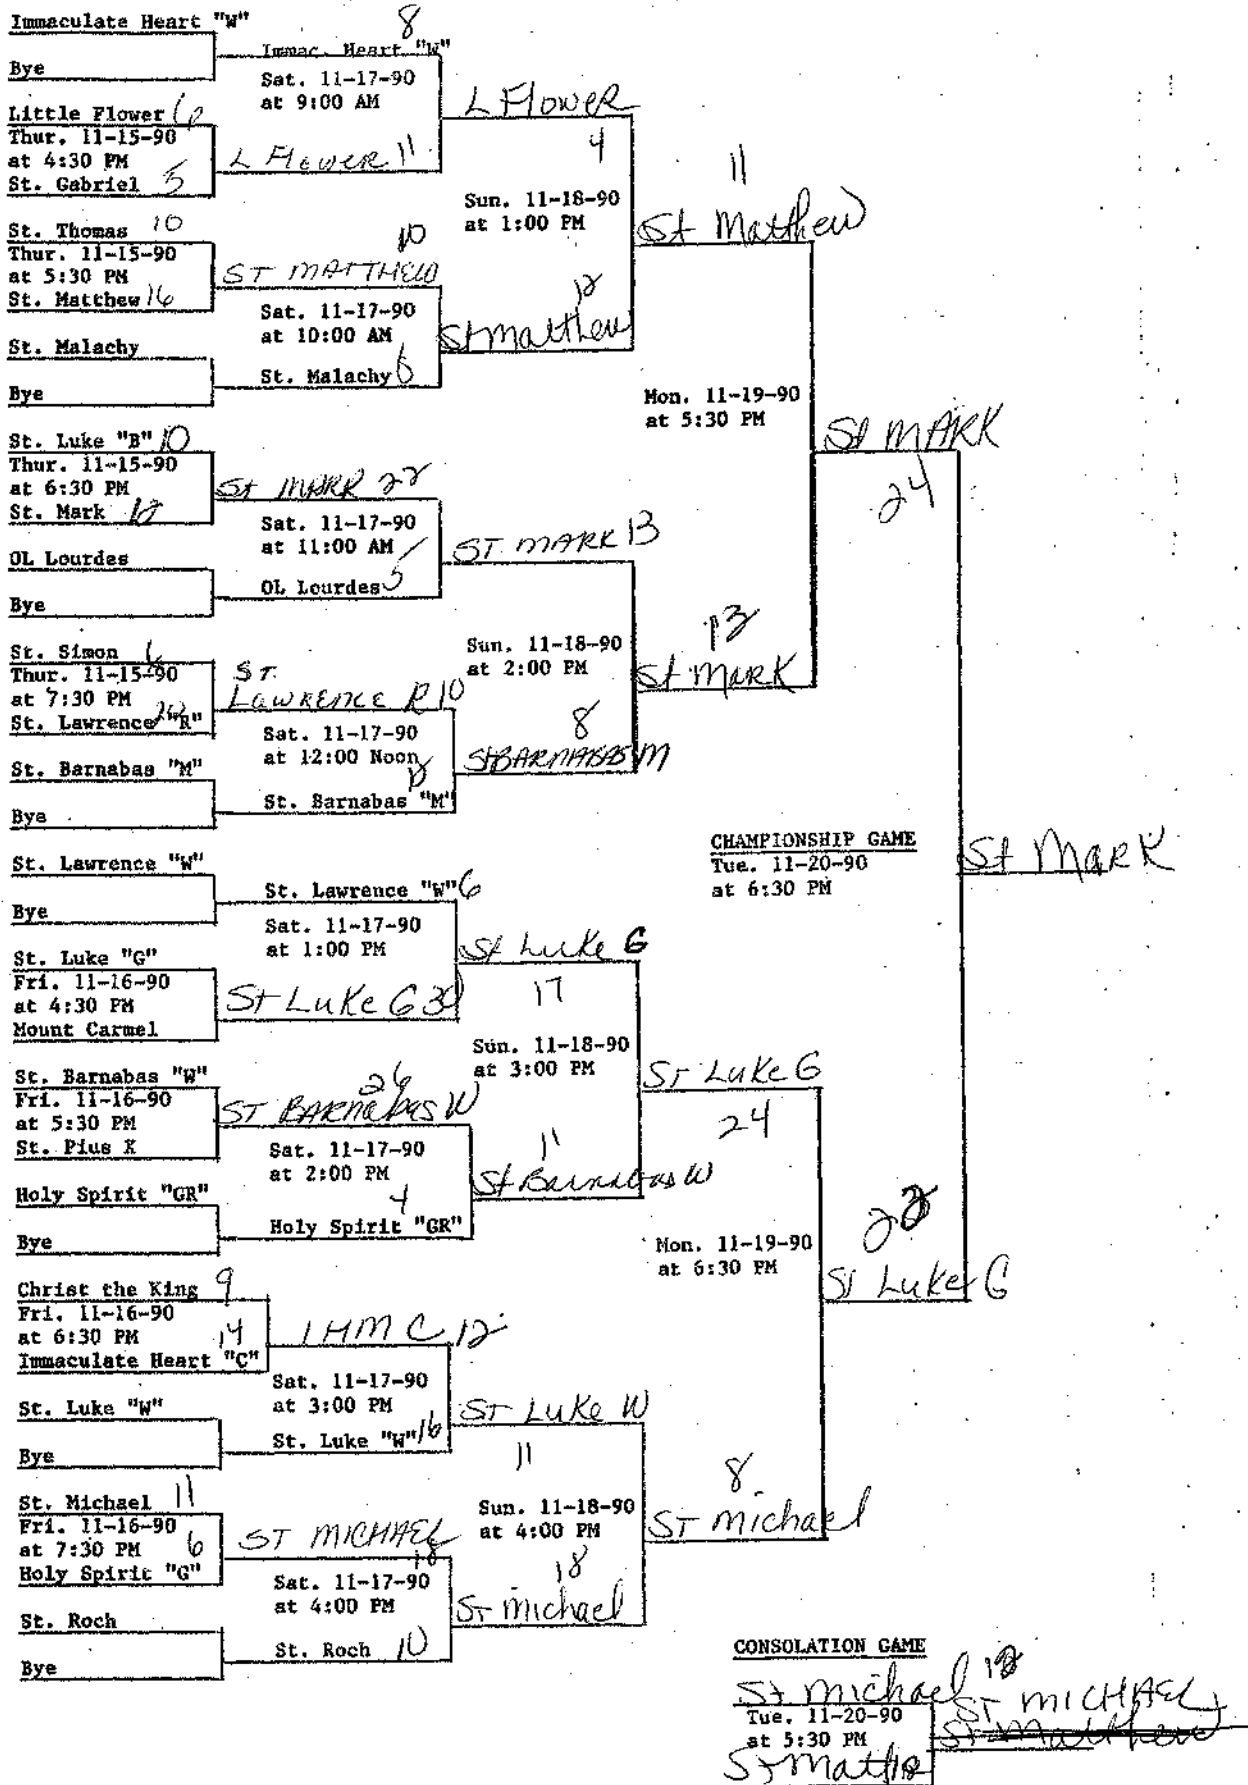 Immaculate Heart "W"
Bye
8
Immac. Heart "W"
Sat. 11-17-90
at 9:00 AM
L Flower 11
Little Flower 6
Thur. 11-15-90
at 4:30 PM
St. Gabriel 5
L Flower
4
Sun. 11-18-90
at 1:00 PM
12
St Matthew
St. Thomas 10
Thur. 11-15-90
at 5:30 PM
St. Matthew 16
10
ST MATTHEW
Sat. 11-17-90
at 10:00 AM
St. Malachy 6
St. Malachy
Bye
11
St Matthew
Mon. 11-19-90
at 5:30 PM
13
St Mark
St. Luke "B" 10
Thur. 11-15-90
at 6:30 PM
St. Mark 12
St MARK 22
Sat. 11-17-90
at 11:00 AM
OL Lourdes 5
OL Lourdes
Bye
ST. MARK 13
Sun. 11-18-90
at 2:00 PM
8
St BARNABAS M
St. Simon 6
Thur. 11-15-90
at 7:30 PM
St. Lawrence "R"
ST.
LAWRENCE R 10
Sat. 11-17-90
at 12:00 Noon
St. Barnabas "M"
St. Barnabas "M"
Bye
St MARK
24
CHAMPIONSHIP GAME
Tue. 11-20-90
at 6:30 PM
St Mark
St. Lawrence "W"
Bye
St. Lawrence "W" 6
Sat. 11-17-90
at 1:00 PM
St Luke G 30
St. Luke "G"
Fri. 11-16-90
at 4:30 PM
Mount Carmel
St Luke G
17
Sun. 11-18-90
at 3:00 PM
11
St Barnabas W
St. Barnabas "W"
Fri. 11-16-90
at 5:30 PM
St. Pius X
26
ST BARNABAS W
Sat. 11-17-90
at 2:00 PM
4
Holy Spirit "GR"
Holy Spirit "GR"
Bye
ST LUKE G
24
Mon. 11-19-90
at 6:30 PM
8
ST Michael
22
St Luke G
Christ the King 9
Fri. 11-16-90
at 6:30 PM 14
Immaculate Heart "C"
IHM C 12
Sat. 11-17-90
at 3:00 PM
St. Luke "W" 16
St. Luke "W"
Bye
ST LUKE W
11
Sun. 11-18-90
at 4:00 PM
18
ST Michael
St. Michael 11
Fri. 11-16-90
at 7:30 PM 6
Holy Spirit "G"
ST MICHAEL
18
Sat. 11-17-90
at 4:00 PM
St. Roch 10
St. Roch
Bye
CONSOLATION GAME
St Michael
Tue. 11-20-90
at 5:30 PM
ST MICHAEL
St Matthew